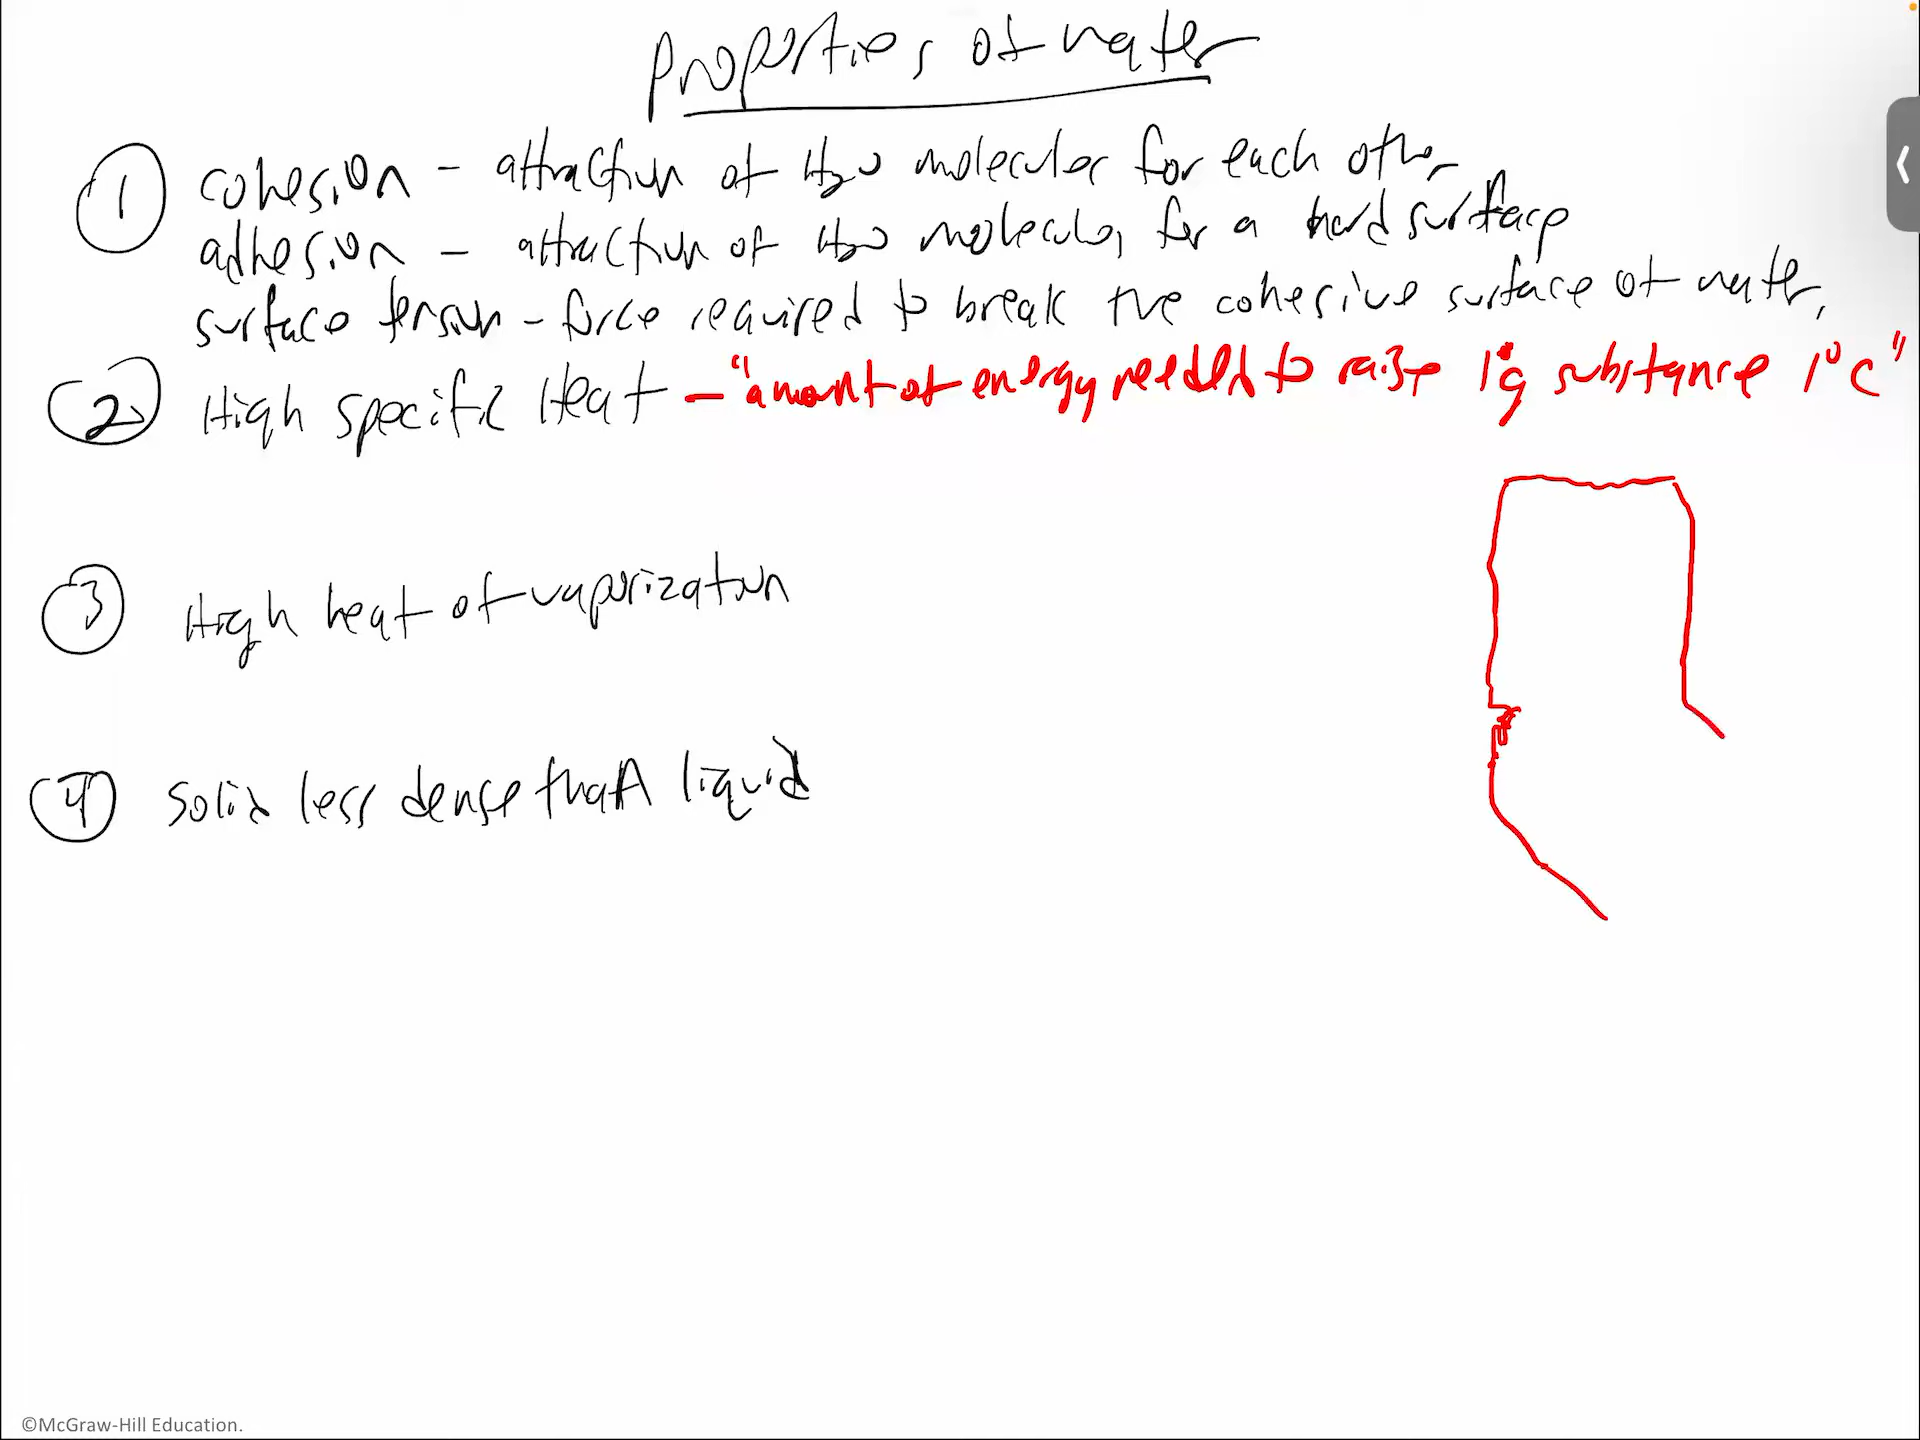 Properties of water
1 cohesion - attraction of H2O molecules for each other
adhesion - attraction of H2O molecules for a hard surface
surface tension - force required to break the cohesive surface of water.
2 High specific Heat - "amount of energy needed to raise 1g substance 1°C"
3 High heat of vaporization
4 Solid less dense than liquid
©McGraw-Hill Education.